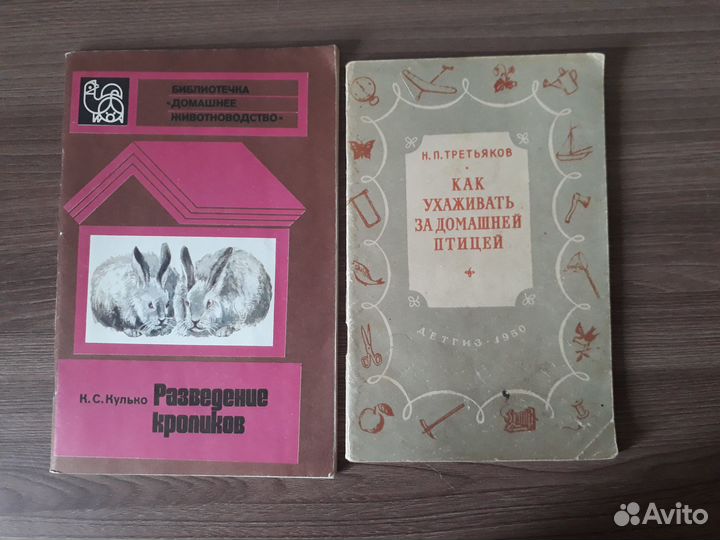 БИБЛИОТЕЧКА
«ДОМАШНЕЕ
ЖИВОТНОВОДСТВО»
К.С.Кулько
Разведение
кроликов
Н.П.ТРЕТЬЯКОВ
КАК
УХАЖИВАТЬ
ЗА ДОМАШНЕЙ
ПТИЦЕЙ
ДЕТГИЗ-1950
Avito